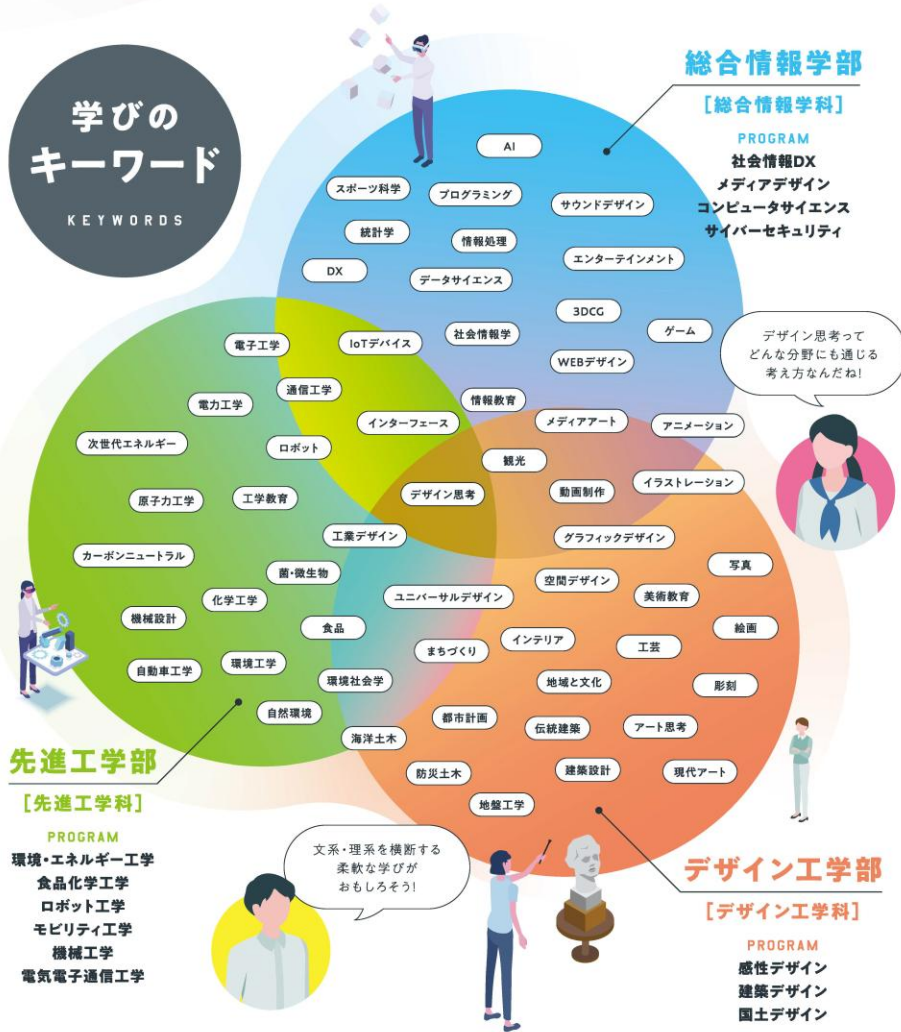 学びの
キーワード
KEYWORDS
総合情報学部
[総合情報学科]
PROGRAM
社会情報DX
メディアデザイン
コンピュータサイエンス
サイバーセキュリティ
AI
スポーツ科学
プログラミング
サウンドデザイン
統計学
情報処理
エンターテインメント
DX
データサイエンス
3DCG
ゲーム
電子工学
IoTデバイス
社会情報学
WEBデザイン
デザイン思考って
どんな分野にも通じる
考え方なんだね!
通信工学
電力工学
情報教育
インターフェース
メディアアート
アニメーション
次世代エネルギー
ロボット
観光
原子力工学
工学教育
デザイン思考
動画制作
イラストレーション
工業デザイン
グラフィックデザイン
カーボンニュートラル
菌・微生物
空間デザイン
写真
化学工学
ユニバーサルデザイン
美術教育
機械設計
食品
インテリア
工芸
絵画
自動車工学
環境工学
まちづくり
環境社会学
地域と文化
彫刻
自然環境
都市計画
伝統建築
アート思考
海洋土木
防災土木
建築設計
現代アート
地盤工学
先進工学部
[先進工学科]
PROGRAM
環境・エネルギー工学
食品化学工学
ロボット工学
モビリティ工学
機械工学
電気電子通信工学
文系・理系を横断する
柔軟な学びが
おもしろそう!
デザイン工学部
[デザイン工学科]
PROGRAM
感性デザイン
建築デザイン
国土デザイン